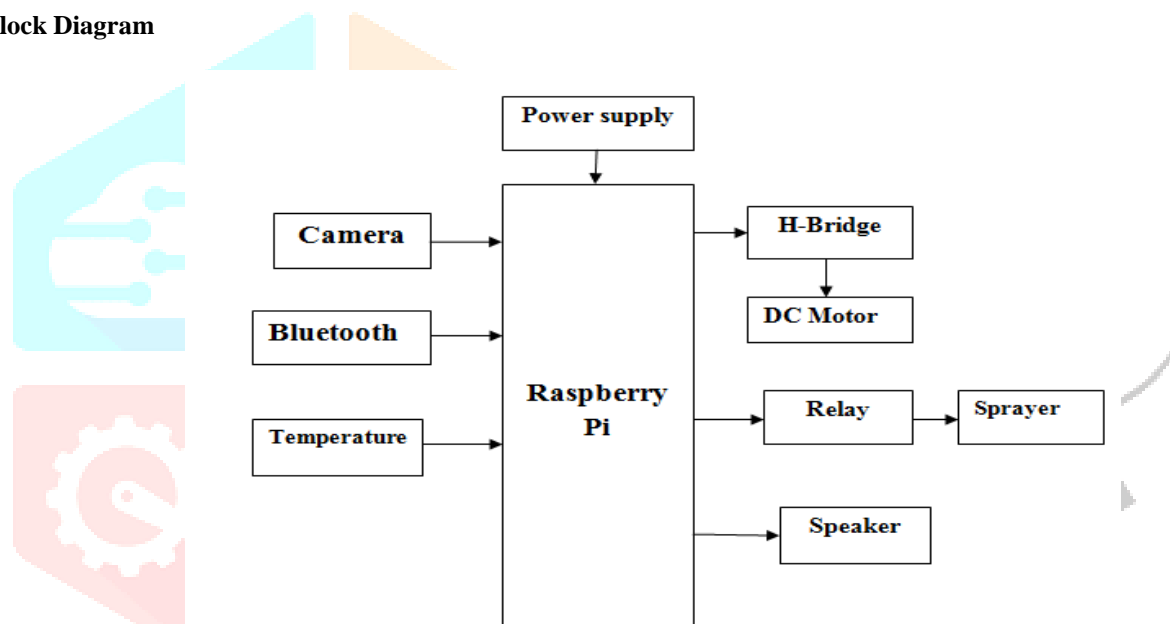 lock Diagram
Power supply
Camera
H-Bridge
Bluetooth
DC Motor
Raspberry
Pi
Relay
Sprayer
Temperature
Speaker